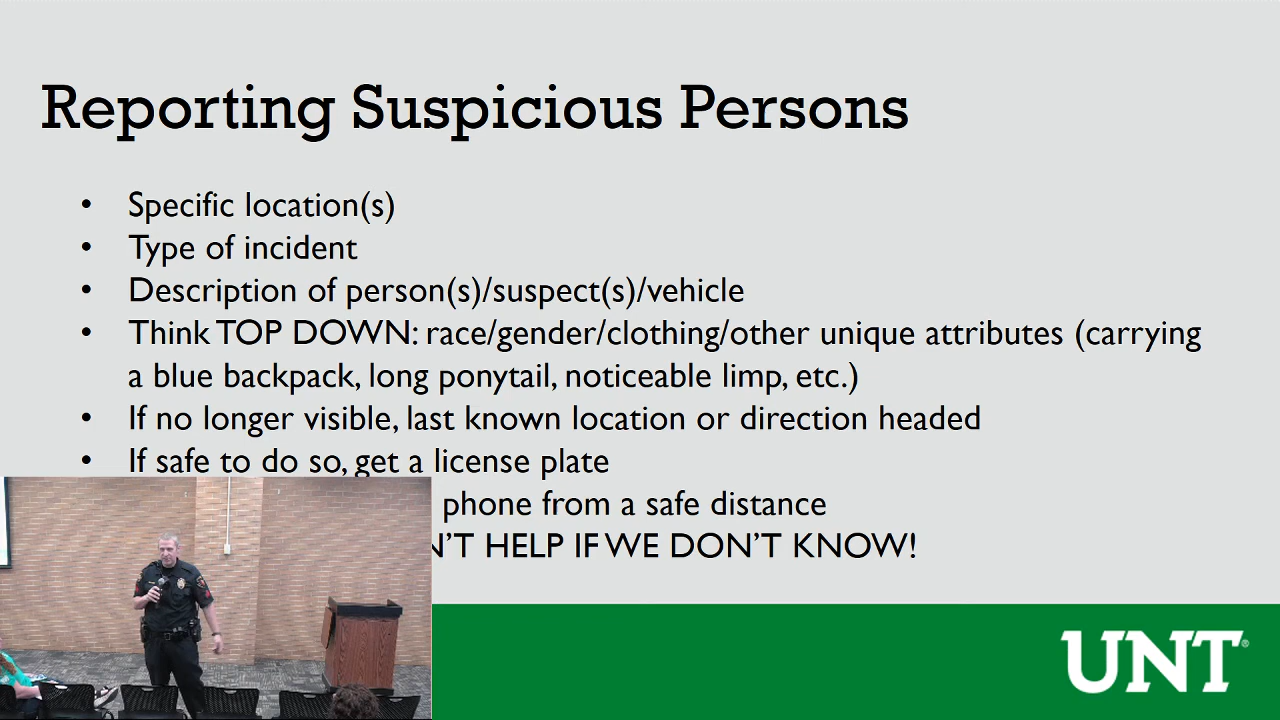 Reporting Suspicious Persons
• Specific location(s)
• Type of incident
• Description of person(s)/suspect(s)/vehicle
• Think TOP DOWN: race/gender/clothing/other unique attributes (carrying
a blue backpack, long ponytail, noticeable limp, etc.)
• If no longer visible, last known location or direction headed
• If safe to do so, get a license plate
phone from a safe distance
N'T HELP IF WE DON'T KNOW!
UNT®